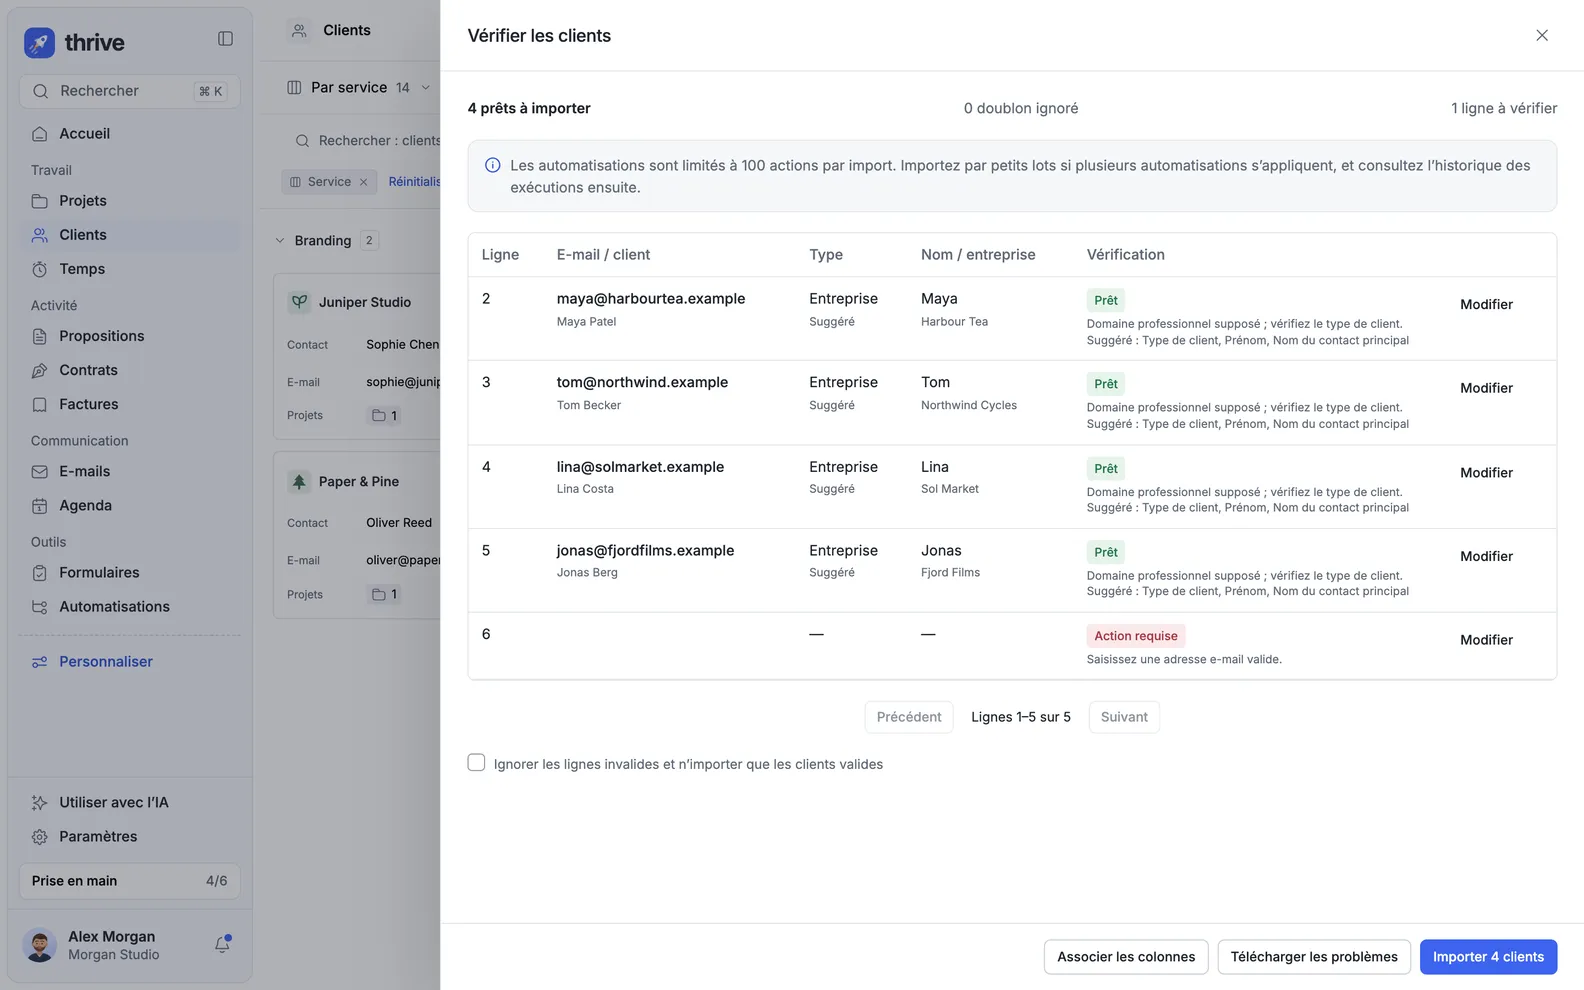 thrive
Rechercher
⌘ K
Accueil
Travail
Projets
Clients
Temps
Activité
Propositions
Contrats
Factures
Communication
E-mails
Agenda
Outils
Formulaires
Automatisations
Personnaliser
Utiliser avec l’IA
Paramètres
Prise en main 4/6
Alex Morgan
Morgan Studio
Clients
Par service 14
Rechercher : clients
Service
Réinitialis
Branding 2
Juniper Studio
Contact Sophie Chen
E-mail sophie@junip
Projets 1
Paper & Pine
Contact Oliver Reed
E-mail oliver@paper
Projets 1
Vérifier les clients
4 prêts à importer 0 doublon ignoré 1 ligne à vérifier
Les automatisations sont limités à 100 actions par import. Importez par petits lots si plusieurs automatisations s’appliquent, et consultez l’historique des
exécutions ensuite.
Ligne E-mail / client Type Nom / entreprise Vérification
2 maya@harbourtea.example Entreprise Maya Prêt Modifier
Maya Patel Suggéré Harbour Tea Domaine professionnel supposé ; vérifiez le type de client.
Suggéré : Type de client, Prénom, Nom du contact principal
3 tom@northwind.example Entreprise Tom Prêt Modifier
Tom Becker Suggéré Northwind Cycles Domaine professionnel supposé ; vérifiez le type de client.
Suggéré : Type de client, Prénom, Nom du contact principal
4 lina@solmarket.example Entreprise Lina Prêt Modifier
Lina Costa Suggéré Sol Market Domaine professionnel supposé ; vérifiez le type de client.
Suggéré : Type de client, Prénom, Nom du contact principal
5 jonas@fjordfilms.example Entreprise Jonas Prêt Modifier
Jonas Berg Suggéré Fjord Films Domaine professionnel supposé ; vérifiez le type de client.
Suggéré : Type de client, Prénom, Nom du contact principal
6 — — Action requise Modifier
Saisissez une adresse e-mail valide.
Précédent Lignes 1–5 sur 5 Suivant
Ignorer les lignes invalides et n’importer que les clients valides
Associer les colonnes Télécharger les problèmes Importer 4 clients